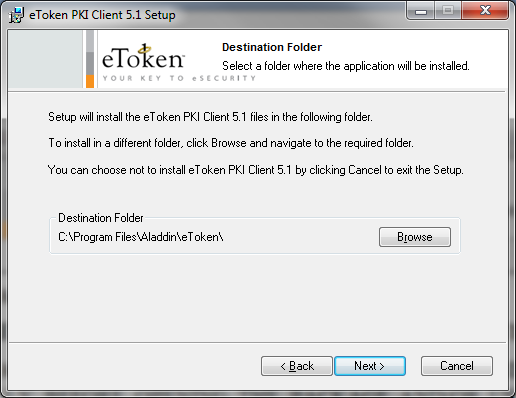 eToken PKI Client 5.1 Setup
eToken
YOUR KEY TO eSECURITY
Destination Folder
Select a folder where the application will be installed.
Setup will install the eToken PKI Client 5.1 files in the following folder.
To install in a different folder, click Browse and navigate to the required folder.
You can choose not to install eToken PKI Client 5.1 by clicking Cancel to exit the Setup.
Destination Folder
C:\Program Files\Aladdin\eToken\
Browse
< Back
Next >
Cancel